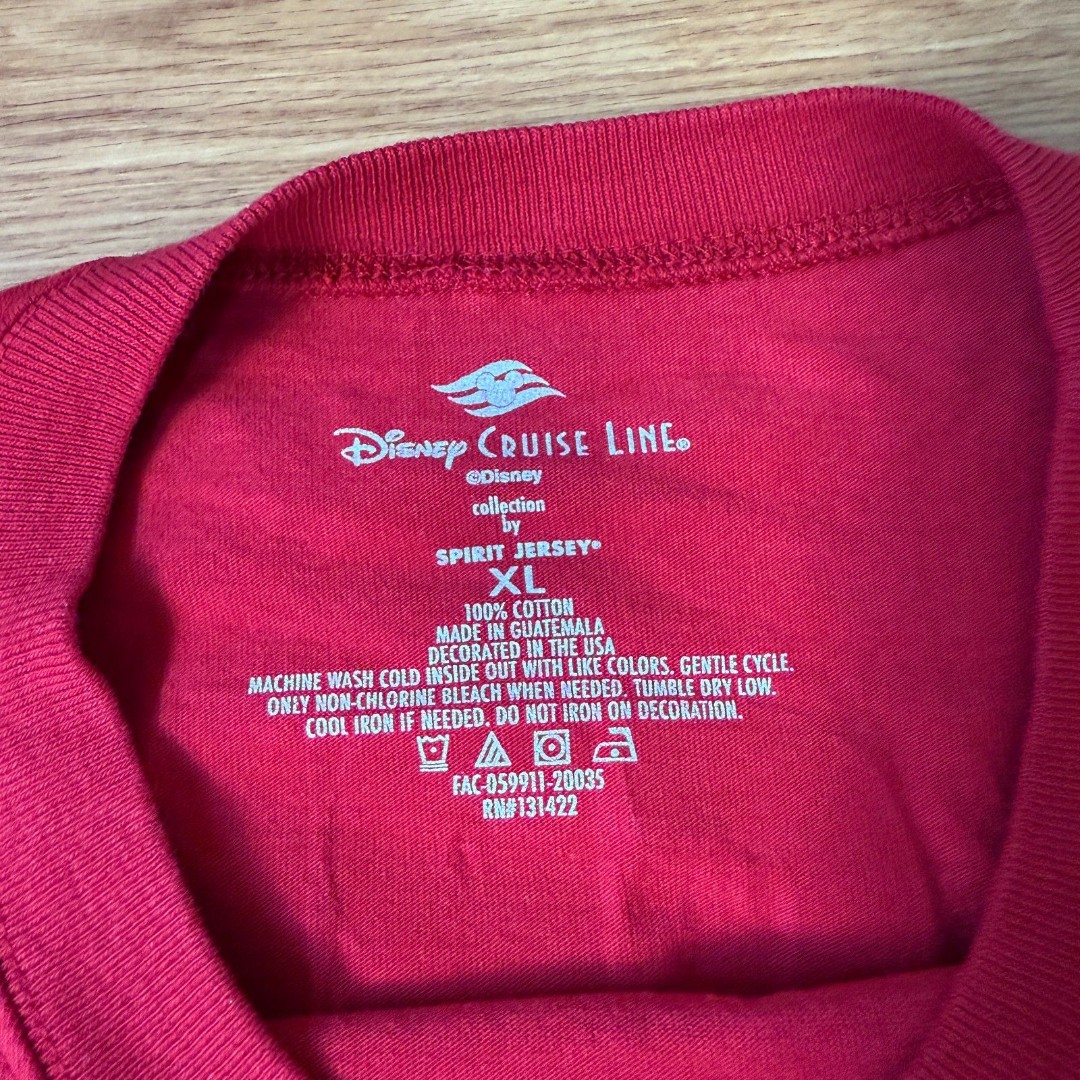 Disney CRUISE LINE®
©Disney
collection
by
SPIRIT JERSEY®
XL
100% COTTON
MADE IN GUATEMALA
DECORATED IN THE USA
MACHINE WASH COLD INSIDE OUT WITH LIKE COLORS. GENTLE CYCLE.
ONLY NON-CHLORINE BLEACH WHEN NEEDED. TUMBLE DRY LOW.
COOL IRON IF NEEDED. DO NOT IRON ON DECORATION.
FAC-059911-20035
RN#131422